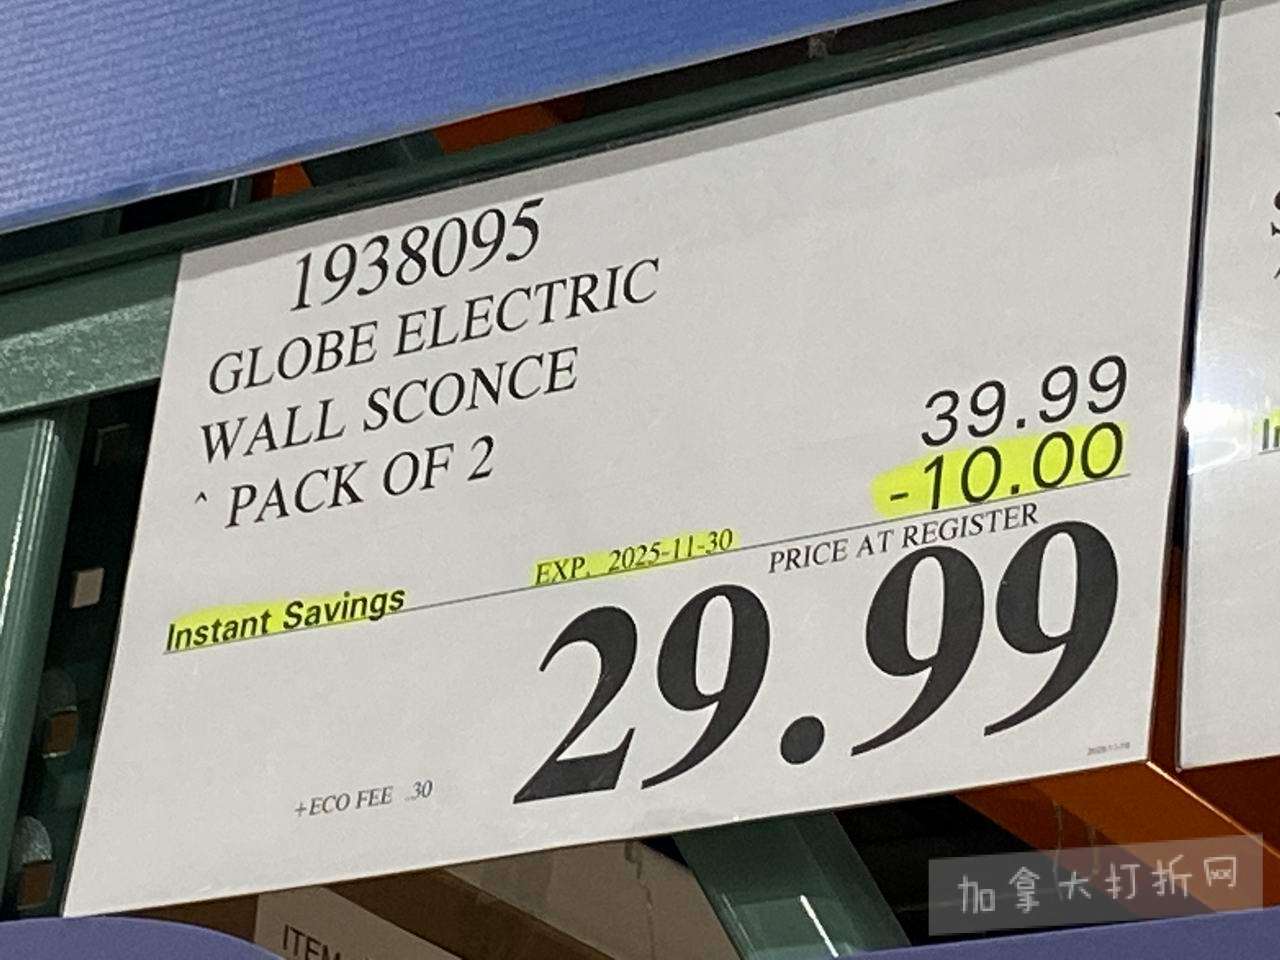 1938095
GLOBE ELECTRIC
WALL SCONCE
^ PACK OF 2
39.99
-10.00
EXP. 2025-11-30
PRICE AT REGISTER
Instant Savings
29.99
+ECO FEE .30
ITEM
加拿大打折网